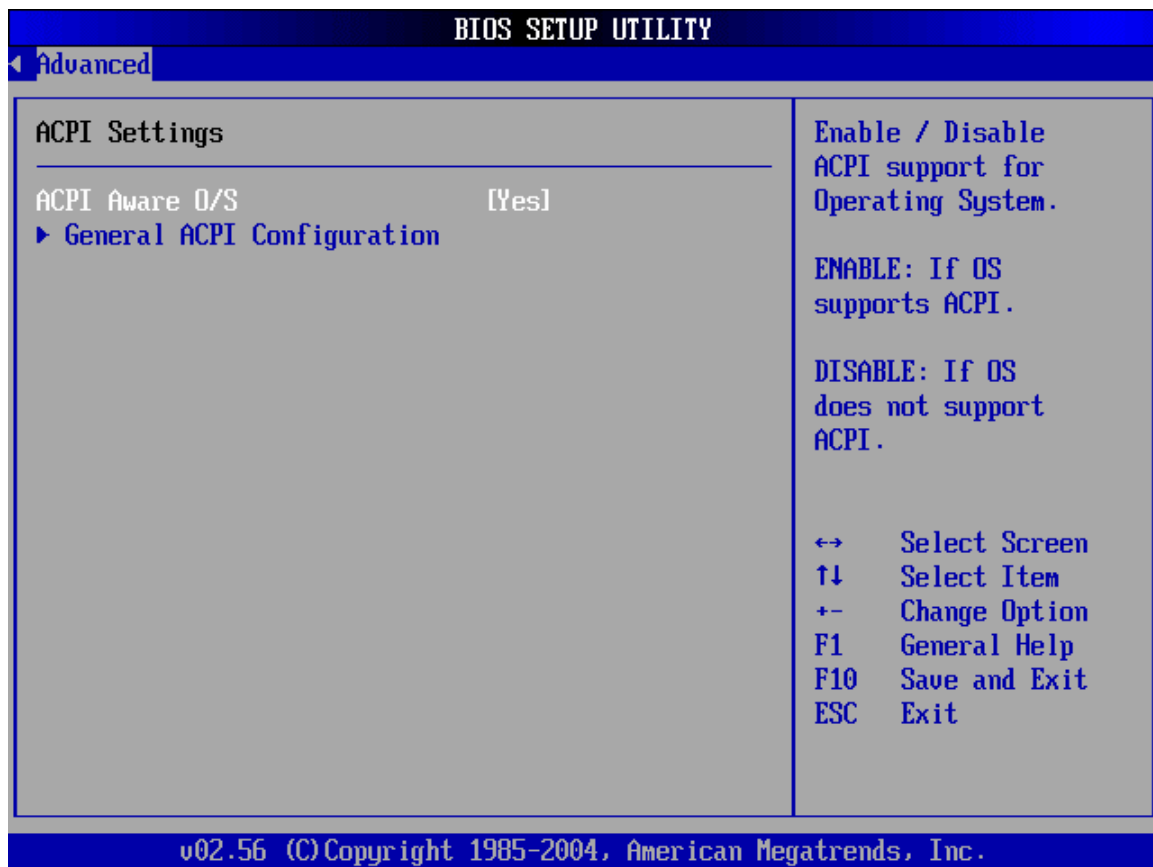 BIOS SETUP UTILITY
Advanced
ACPI Settings
ACPI Aware O/S [Yes]
General ACPI Configuration
Enable / Disable
ACPI support for
Operating System.
ENABLE: If OS
supports ACPI.
DISABLE: If OS
does not support
ACPI.
←→ Select Screen
↑↓ Select Item
+- Change Option
F1 General Help
F10 Save and Exit
ESC Exit
v02.56 (C)Copyright 1985-2004, American Megatrends, Inc.